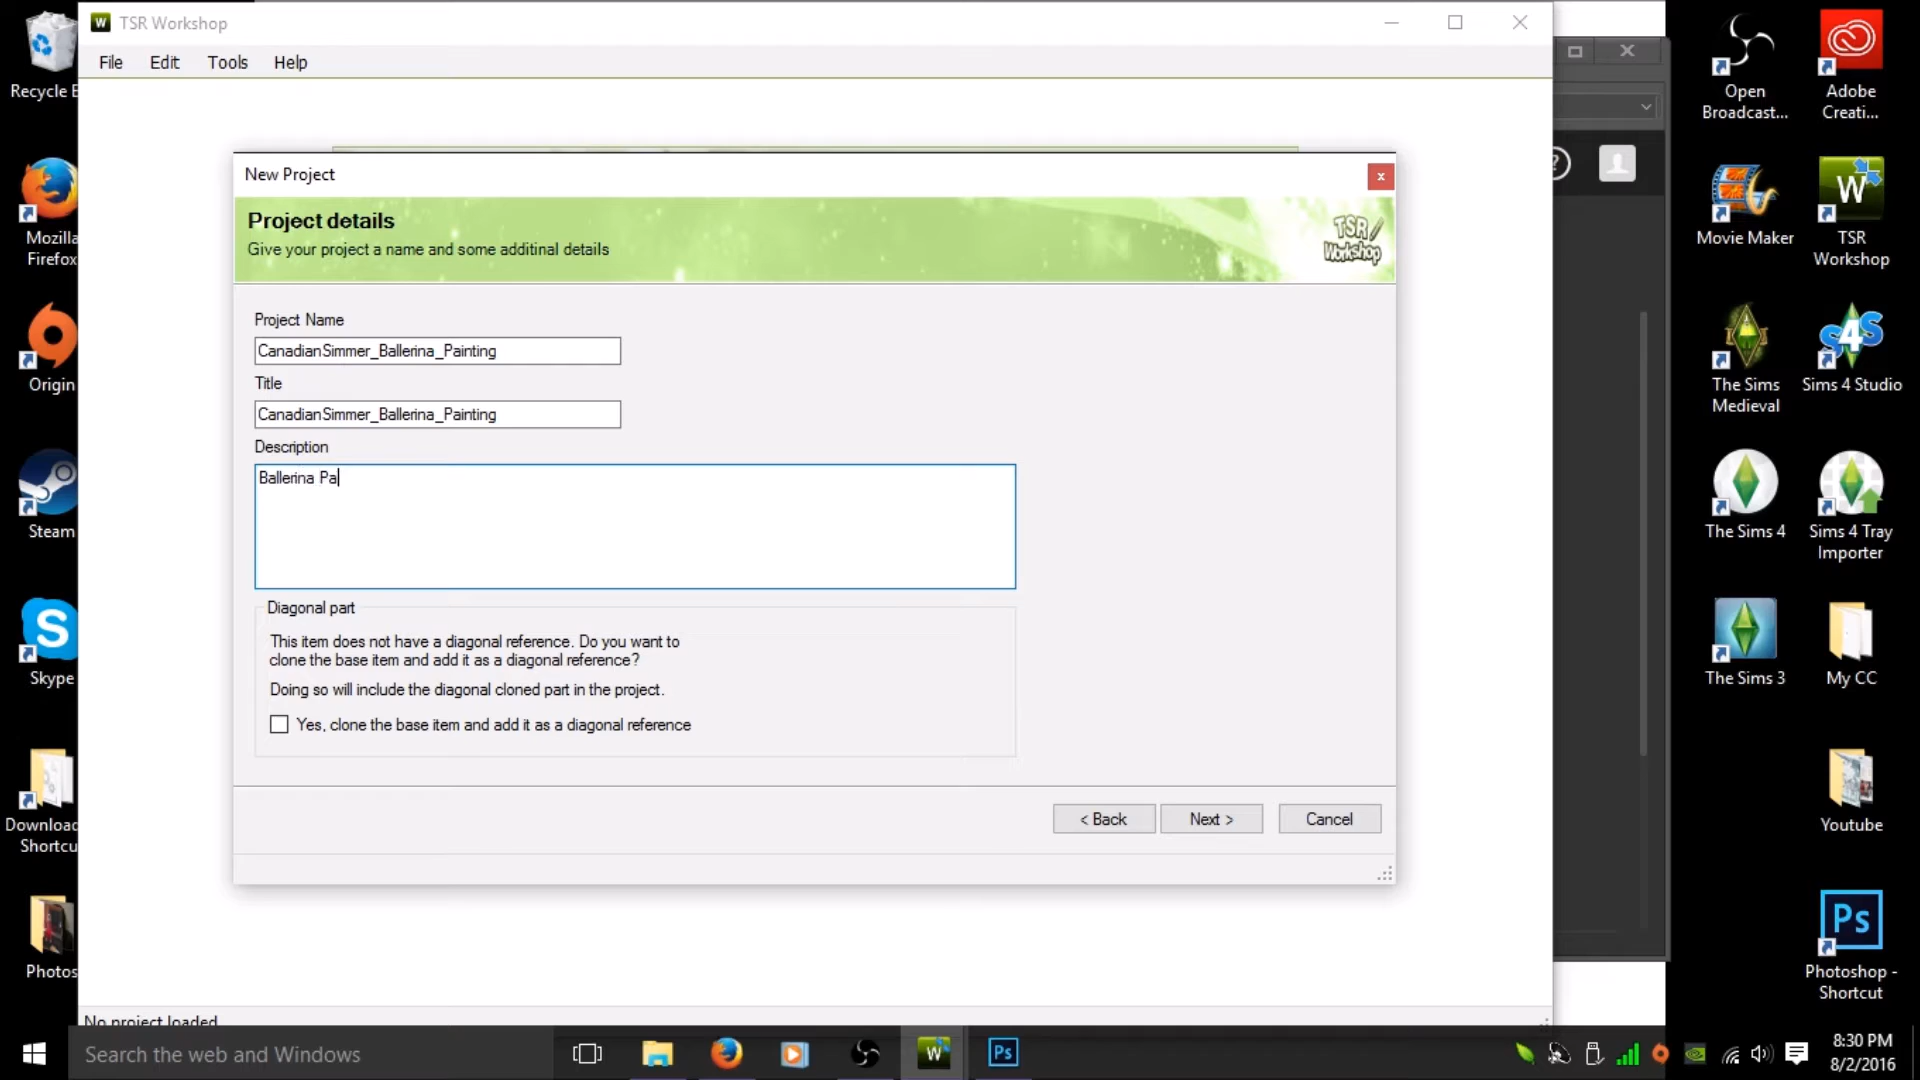 TSR Workshop
File Edit Tools Help
New Project
Project details
Give your project a name and some additinal details
TSR Workshop
Project Name
CanadianSimmer_Ballerina_Painting
Title
CanadianSimmer_Ballerina_Painting
Description
Ballerina Pa
Diagonal part
This item does not have a diagonal reference. Do you want to
clone the base item and add it as a diagonal reference?
Doing so will include the diagonal cloned part in the project.
Yes, clone the base item and add it as a diagonal reference
< Back Next > Cancel
No project loaded
Recycle B
Mozilla
Firefox
Origin
Steam
Skype
Download
Shortcu
Photos
Open
Broadcast...
Adobe
Creati...
Movie Maker
TSR
Workshop
The Sims
Medieval
Sims 4 Studio
The Sims 4
Sims 4 Tray
Importer
The Sims 3
My CC
Youtube
Ps
Photoshop -
Shortcut
Search the web and Windows
W
Ps
8:30 PM
8/2/2016